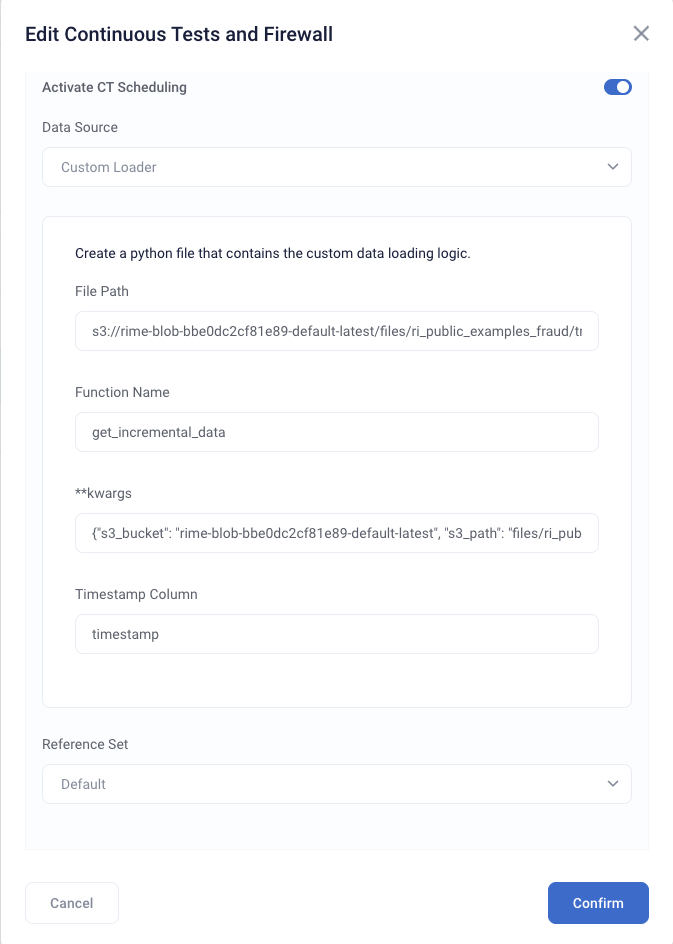 Edit Continuous Tests and Firewall
Activate CT Scheduling
Data Source
Custom Loader
Create a python file that contains the custom data loading logic.
File Path
s3://rime-blob-bbe0dc2cf81e89-default-latest/files/ri_public_examples_fraud/tr
Function Name
get_incremental_data
**kwargs
{"s3_bucket": "rime-blob-bbe0dc2cf81e89-default-latest", "s3_path": "files/ri_pub
Timestamp Column
timestamp
Reference Set
Default
Cancel
Confirm